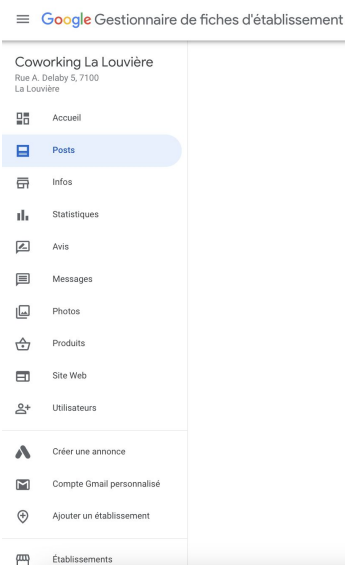 Google Gestionnaire de fiches d'établissement
Coworking La Louvière
Rue A. Delaby 5, 7100
La Louvière
Accueil
Posts
Infos
Statistiques
Avis
Messages
Photos
Produits
Site Web
Utilisateurs
Créer une annonce
Compte Gmail personnalisé
Ajouter un établissement
Établissements